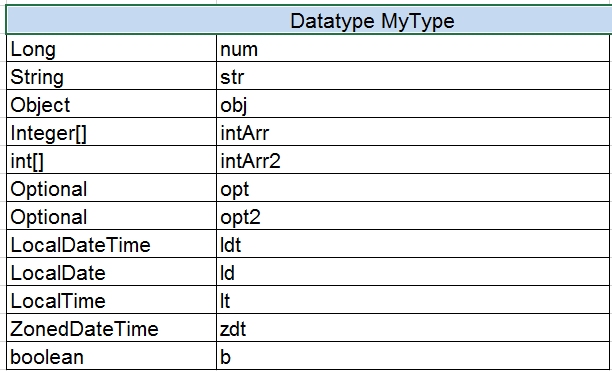 Datatype MyType
Long num
String str
Object obj
Integer[] intArr
int[] intArr2
Optional opt
Optional opt2
LocalDateTime ldt
LocalDate ld
LocalTime lt
ZonedDateTime zdt
boolean b